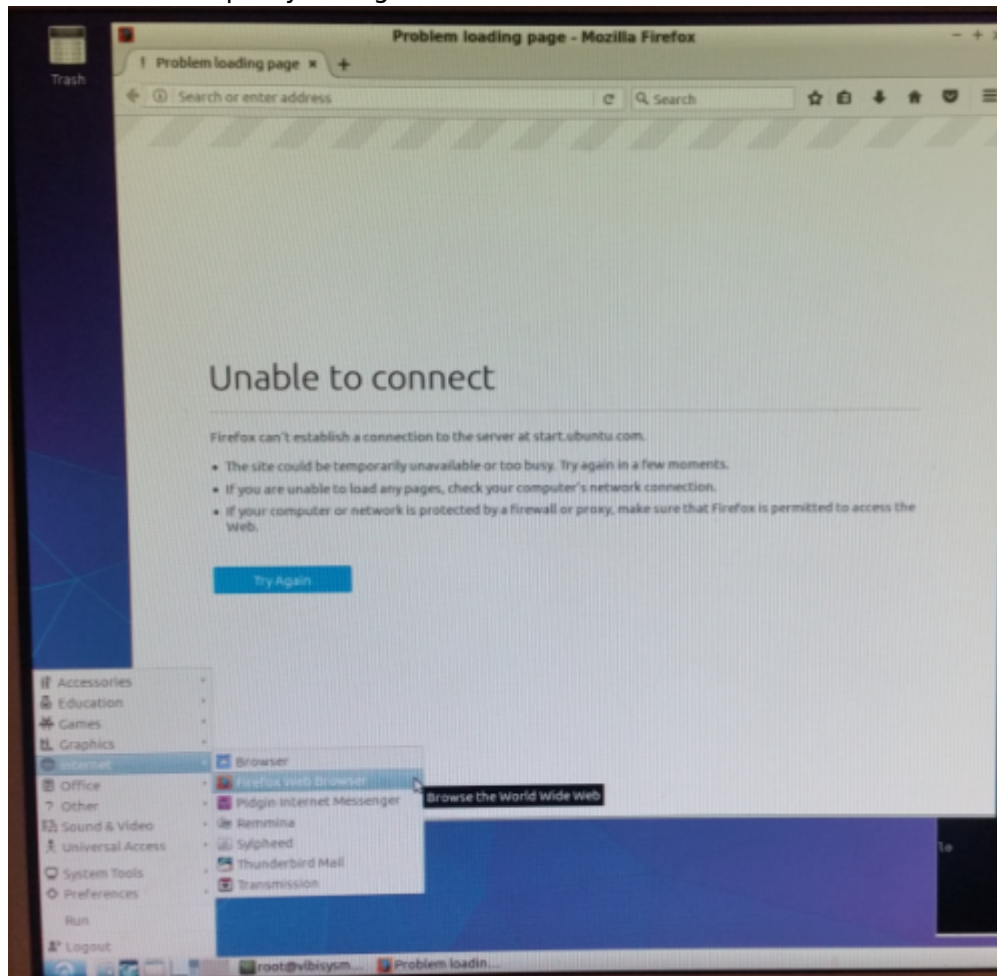 Trash
Problem loading page - Mozilla Firefox
! Problem loading page × +
Search or enter address
Search
Unable to connect
Firefox can't establish a connection to the server at start.ubuntu.com.
• The site could be temporarily unavailable or too busy. Try again in a few moments.
• If you are unable to load any pages, check your computer's network connection.
• If your computer or network is protected by a firewall or proxy, make sure that Firefox is permitted to access the
Web.
Try Again
Accessories
Education
Games
Graphics
Internet
Office
? Other
Sound & Video
Universal Access
System Tools
Preferences
Run
Logout
Browser
Firefox Web Browser
Pidgin Internet Messenger
Remmina
Sylpheed
Thunderbird Mail
Transmission
Browse the World Wide Web
lo
root@vlbisysm...
Problem loadin...